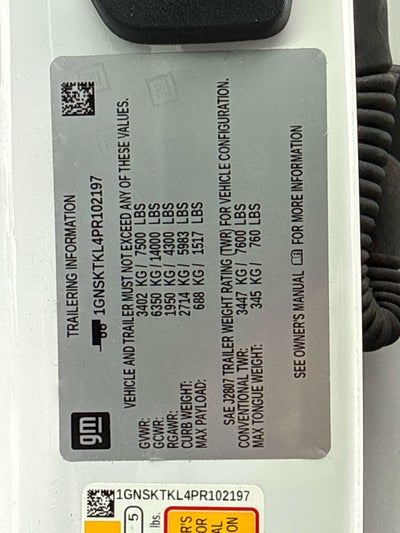 gm
TRAILERING INFORMATION
1GNSKTKL4PR102197
VEHICLE AND TRAILER MUST NOT EXCEED ANY OF THESE VALUES.
GVWR: 3402 KG / 7500 LBS
GCWR: 6350 KG / 14000 LBS
RGAWR: 1950 KG / 4300 LBS
CURB WEIGHT: 2714 KG / 5983 LBS
MAX PAYLOAD: 688 KG / 1517 LBS
SAE J2807 TRAILER WEIGHT RATING (TWR) FOR VEHICLE CONFIGURATION.
CONVENTIONAL TWR: 3447 KG / 7600 LBS
MAX TONGUE WEIGHT: 345 KG / 760 LBS
SEE OWNER'S MANUAL FOR MORE INFORMATION
1GNSKTKL4PR102197
5
lbs.